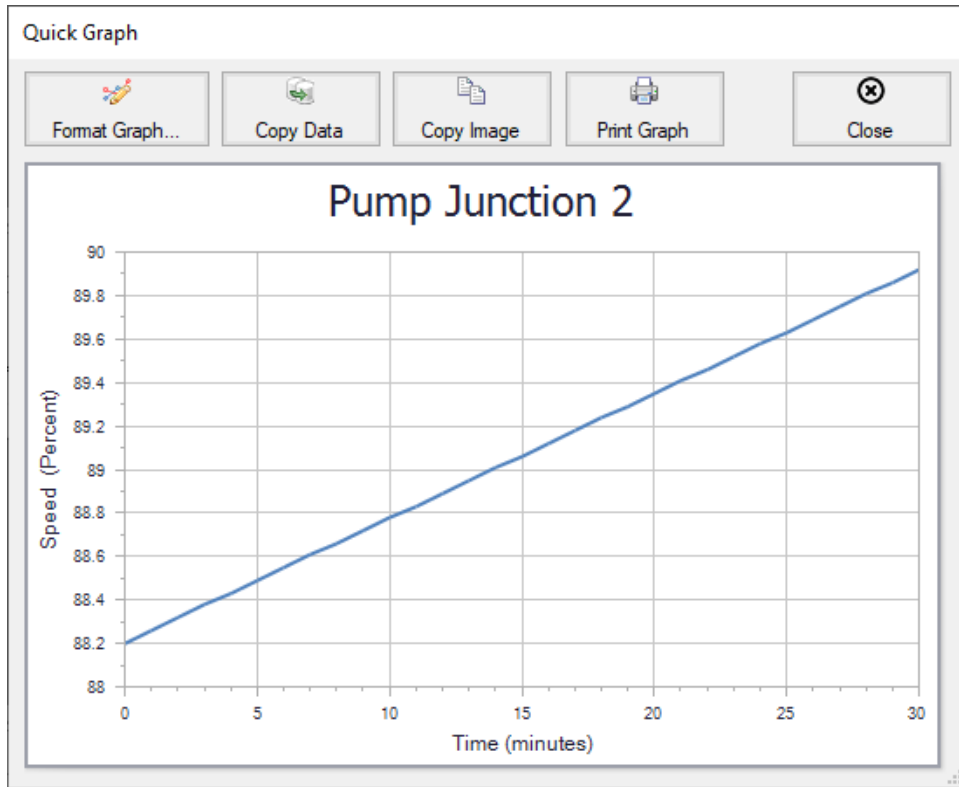 Quick Graph
Format Graph... Copy Data Copy Image Print Graph Close
Pump Junction 2
90
89.8
89.6
89.4
89.2
89
88.8
88.6
88.4
88.2
88
Speed (Percent)
0 5 10 15 20 25 30
Time (minutes)